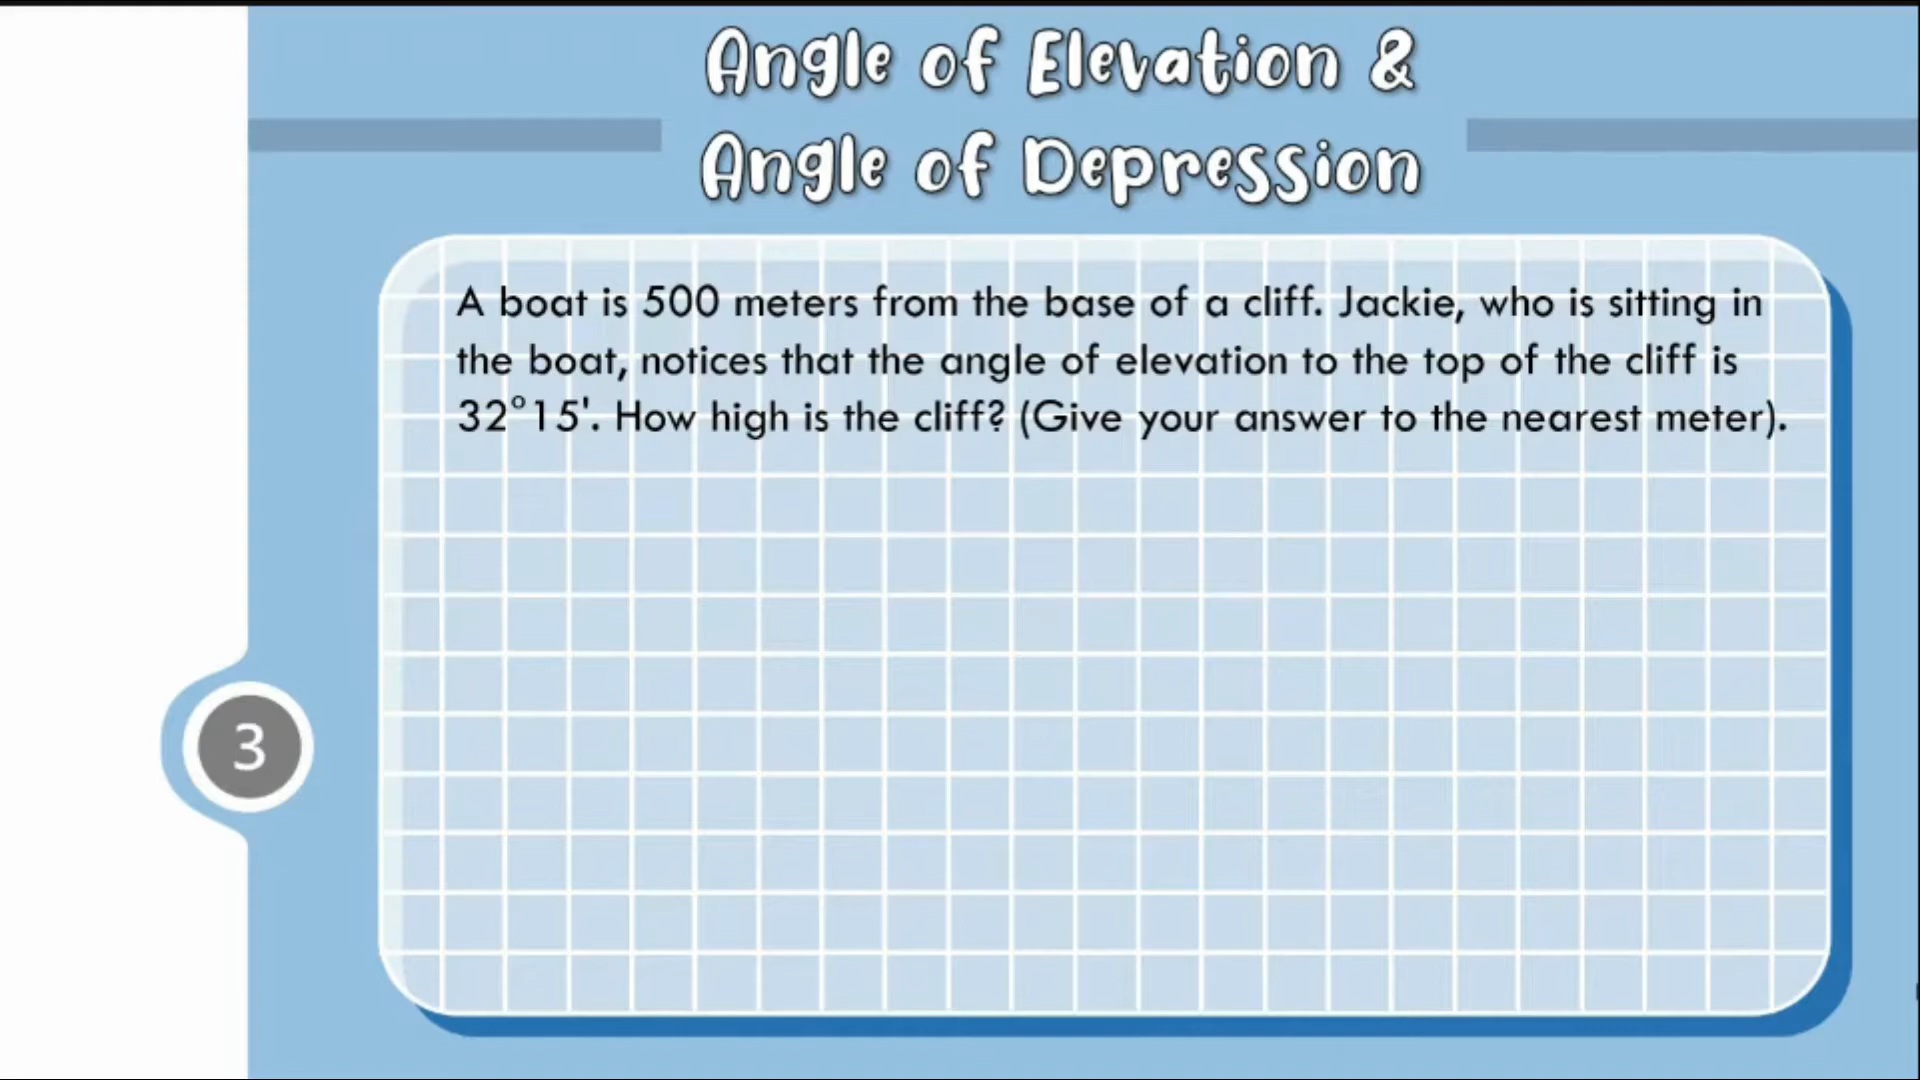 Angle of Elevation &
Angle of Depression
A boat is 500 meters from the base of a cliff. Jackie, who is sitting in
the boat, notices that the angle of elevation to the top of the cliff is
32°15'. How high is the cliff? (Give your answer to the nearest meter).
3